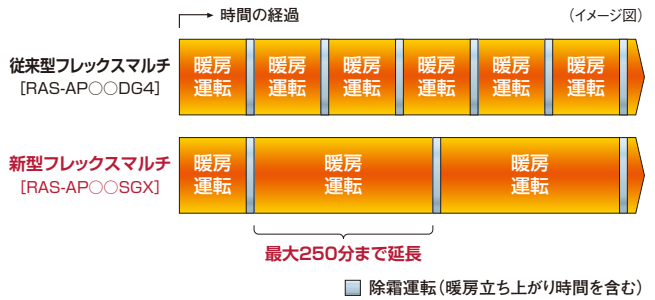 時間の経過
（イメージ図）
従来型フレックスマルチ
[RAS-AP○○DG4]
暖房
運転
暖房
運転
暖房
運転
暖房
運転
暖房
運転
暖房
運転
新型フレックスマルチ
[RAS-AP○○SGX]
暖房
運転
暖房
運転
暖房
運転
最大250分まで延長
除霜運転（暖房立ち上がり時間を含む）